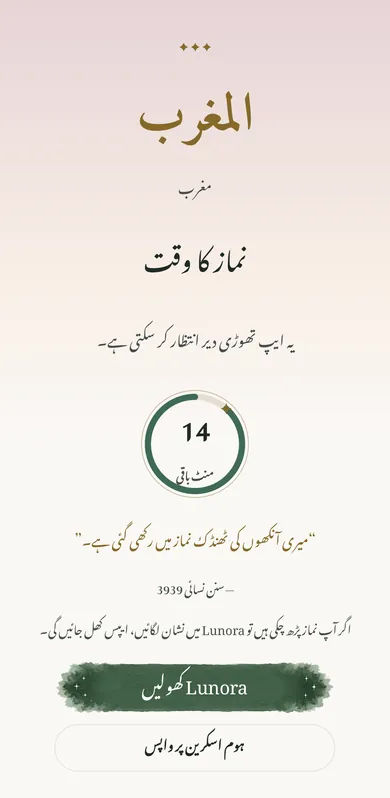 المغرب
مغرب
نماز کا وقت
یہ ایپ تھوڑی دیر انتظار کر سکتی ہے۔
14
منٹ باقی
“میری آنکھوں کی ٹھنڈک نماز میں رکھی گئی ہے۔”
— سنن نسائی 3939
اگر آپ نماز پڑھ چکی ہیں تو Lunora میں نشان لگائیں، ایپس کھل جائیں گی۔
Lunora کھولیں
ہوم اسکرین پر واپس